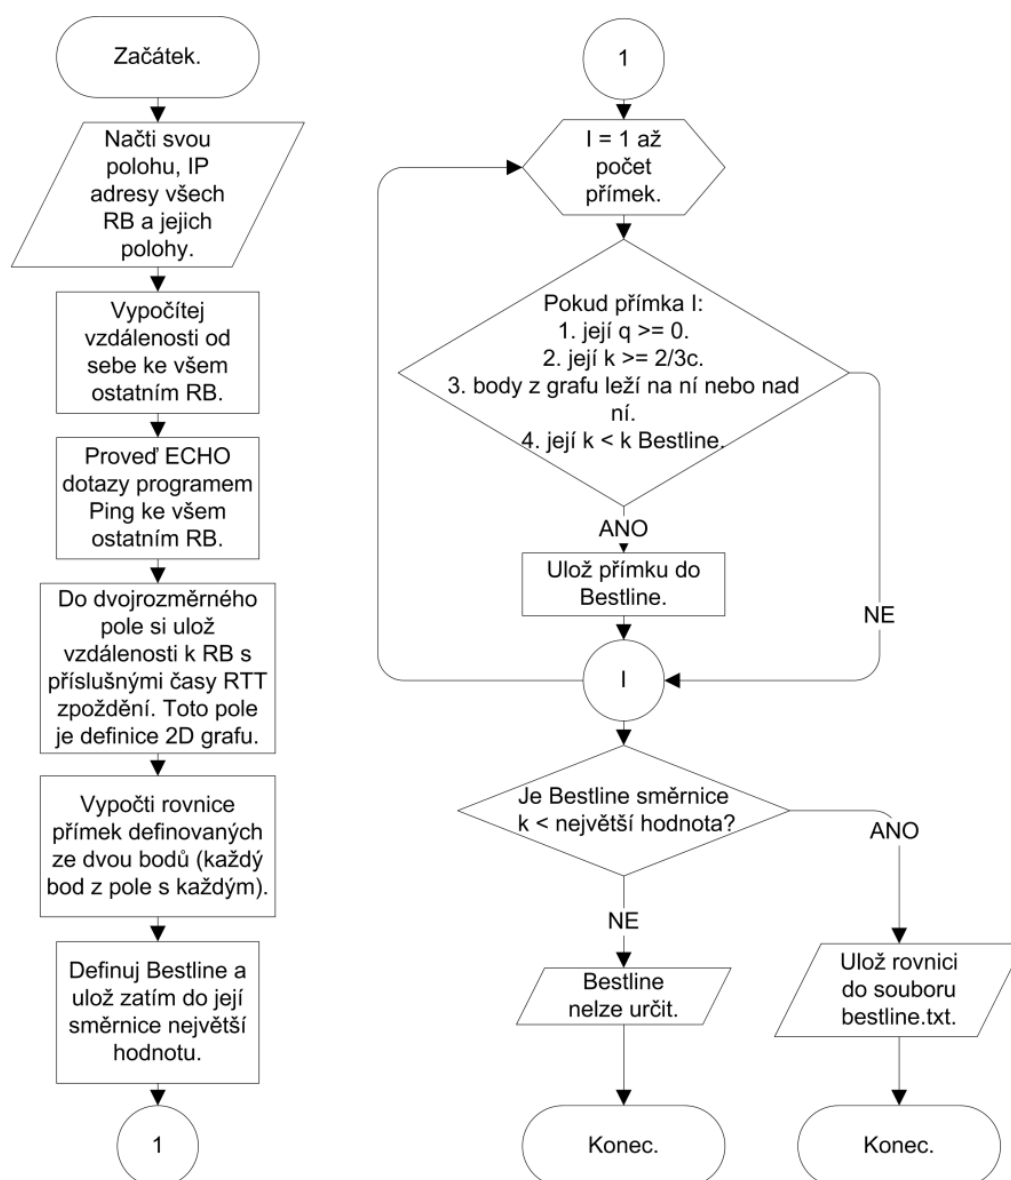 Začátek.
Načti svou
polohu, IP
adresy všech
RB a jejich
polohy.
Vypočítej
vzdálenosti od
sebe ke všem
ostatním RB.
Proveď ECHO
dotazy programem
Ping ke všem
ostatním RB.
Do dvojrozměrného
pole si ulož
vzdálenosti k RB s
příslušnými časy RTT
zpoždění. Toto pole
je definice 2D grafu.
Vypočti rovnice
přímek definovaných
ze dvou bodů (každý
bod z pole s každým).
Definuj Bestline a
ulož zatím do její
směrnice největší
hodnotu.
1
1
I = 1 až
počet
přímek.
Pokud přímka I:
1. její q >= 0.
2. její k >= 2/3c.
3. body z grafu leží na ní nebo nad
ní.
4. její k < k Bestline.
ANO
Ulož přímku do
Bestline.
NE
I
Je Bestline směrnice
k < největší hodnota?
ANO
NE
Bestline
nelze určit.
Ulož rovnici
do souboru
bestline.txt.
Konec.
Konec.